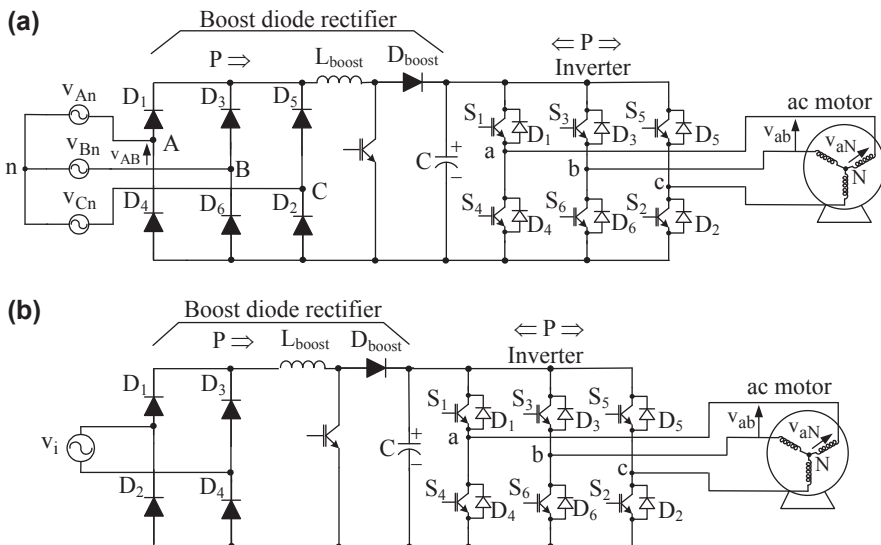 (a)
Boost diode rectifier
P ⇒
L_boost
D_boost
⇐ P ⇒
Inverter
ac motor
v_An
D_1
D_3
D_5
S_1
S_3
S_5
v_ab
v_aN
A
D_1
D_3
D_5
v_Bn
v_AB
C
+
a
n
B
−
b
N
v_Cn
C
c
D_4
D_6
D_2
S_4
S_6
S_2
D_4
D_6
D_2
(b)
Boost diode rectifier
P ⇒
L_boost
D_boost
⇐ P ⇒
Inverter
ac motor
D_1
D_3
S_1
S_3
S_5
D_1
D_3
D_5
v_ab
v_aN
v_i
C
+
a
−
b
N
c
D_2
D_4
S_4
S_6
S_2
D_4
D_6
D_2